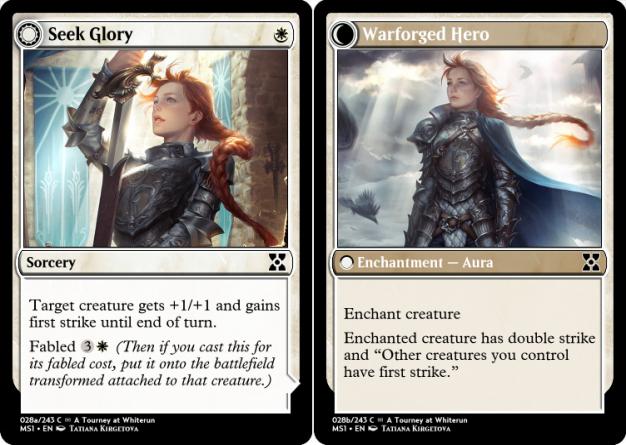 Seek Glory
Sorcery
Target creature gets +1/+1 and gains
first strike until end of turn.
Fabled 3 (Then if you cast this for
its fabled cost, put it onto the battlefield
transformed attached to that creature.)
028a/243 C A Tourney at Whiterun
MS1 • EN Tatiana Kirgetova
Warforged Hero
Enchantment — Aura
Enchant creature
Enchanted creature has double strike
and “Other creatures you control
have first strike.”
028b/243 C A Tourney at Whiterun
MS1 • EN Tatiana Kirgetova